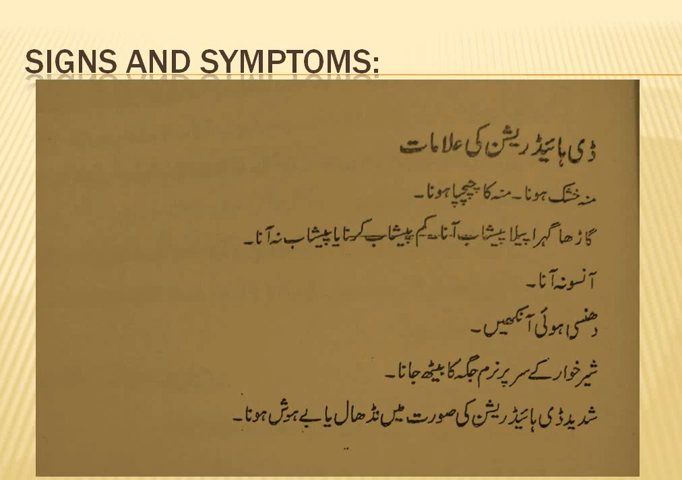 SIGNS AND SYMPTOMS:
ڈی ہائیڈریشن کی علامات
منہ خشک ہونا۔ منہ کا چپچپا ہونا۔
گاڑھا گہرا پیلا پیشاب آنا۔ کم پیشاب کرنا یا پیشاب نہ آنا۔
آنسو نہ آنا۔
دھنسی ہوئی آنکھیں۔
شیر خوار کے سر پر نرم جگہ کا بیٹھ جانا۔
شدید ڈی ہائیڈریشن کی صورت میں نڈھال یا بے ہوش ہونا۔